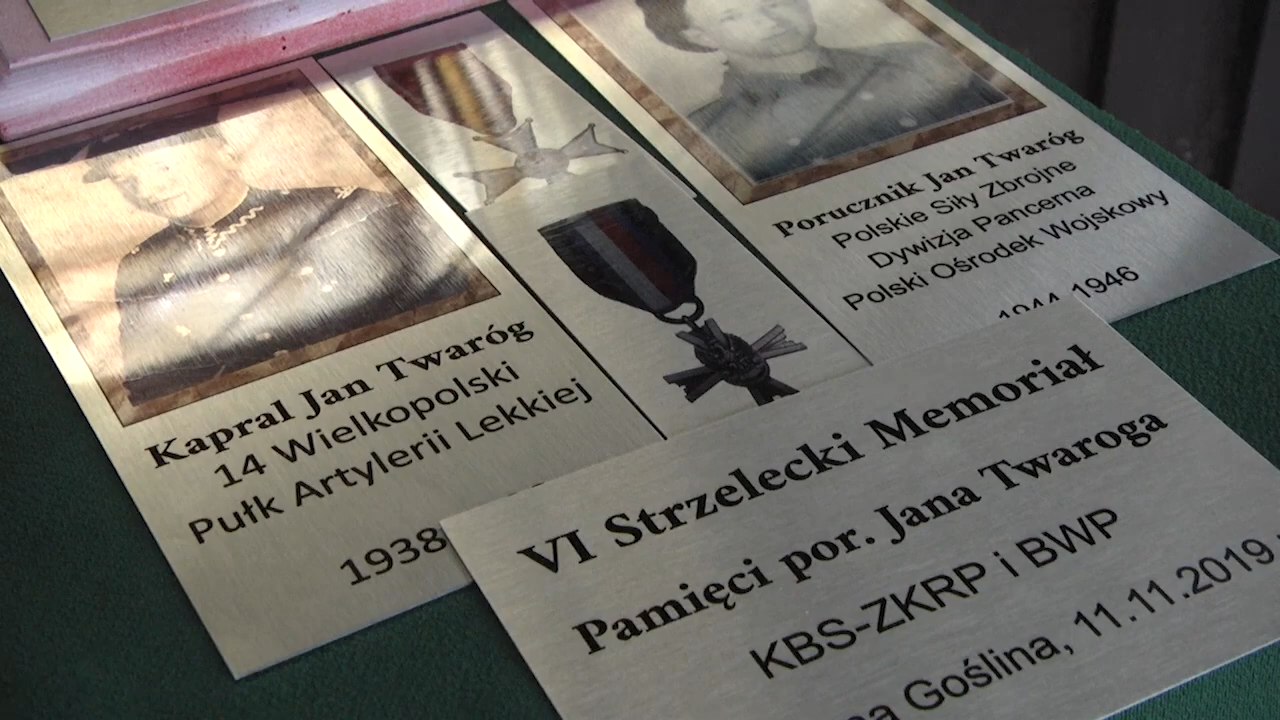 Kapral Jan Twaróg
14 Wielkopolski
Pułk Artylerii Lekkiej
1938
Porucznik Jan Twaróg
Polskie Siły Zbrojne
Dywizja Pancerna
Polski Ośrodek Wojskowy
1944 1946
VI Strzelecki Memoriał
Pamięci por. Jana Twaroga
KBS-ZKRP i BWP
Goślina, 11.11.2019